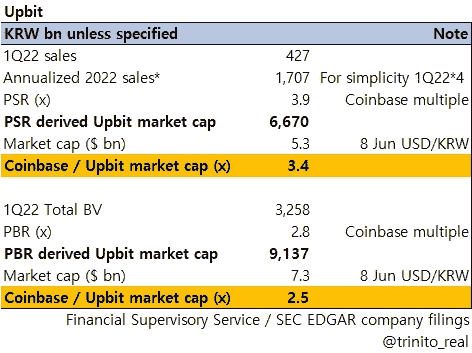 Upbit
KRW bn unless specified Note
1Q22 sales 427
Annualized 2022 sales* 1,707 For simplicity 1Q22*4
PSR (x) 3.9 Coinbase multiple
PSR derived Upbit market cap 6,670
Market cap ($ bn) 5.3 8 Jun USD/KRW
Coinbase / Upbit market cap (x) 3.4
1Q22 Total BV 3,258
PBR (x) 2.8 Coinbase multiple
PBR derived Upbit market cap 9,137
Market cap ($ bn) 7.3 8 Jun USD/KRW
Coinbase / Upbit market cap (x) 2.5
Financial Supervisory Service / SEC EDGAR company filings
@trinito_real